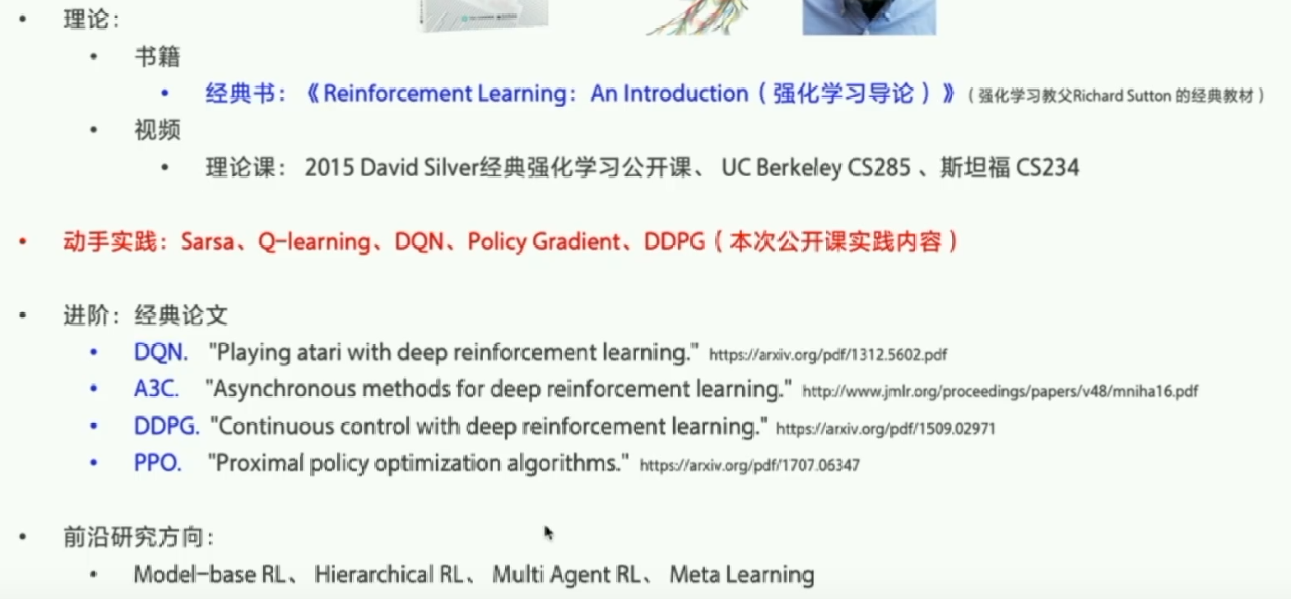 • 理论：
• 书籍
• 经典书：《Reinforcement Learning：An Introduction（强化学习导论）》（强化学习教父Richard Sutton 的经典教材）
• 视频
• 理论课： 2015 David Silver经典强化学习公开课、 UC Berkeley CS285 、斯坦福 CS234
• 动手实践：Sarsa、Q-learning、DQN、Policy Gradient、DDPG（本次公开课实践内容）
• 进阶：经典论文
• DQN. "Playing atari with deep reinforcement learning." https://arxiv.org/pdf/1312.5602.pdf
• A3C. "Asynchronous methods for deep reinforcement learning." http://www.jmlr.org/proceedings/papers/v48/mniha16.pdf
• DDPG. "Continuous control with deep reinforcement learning." https://arxiv.org/pdf/1509.02971
• PPO. "Proximal policy optimization algorithms." https://arxiv.org/pdf/1707.06347
• 前沿研究方向：
• Model-base RL、 Hierarchical RL、 Multi Agent RL、 Meta Learning